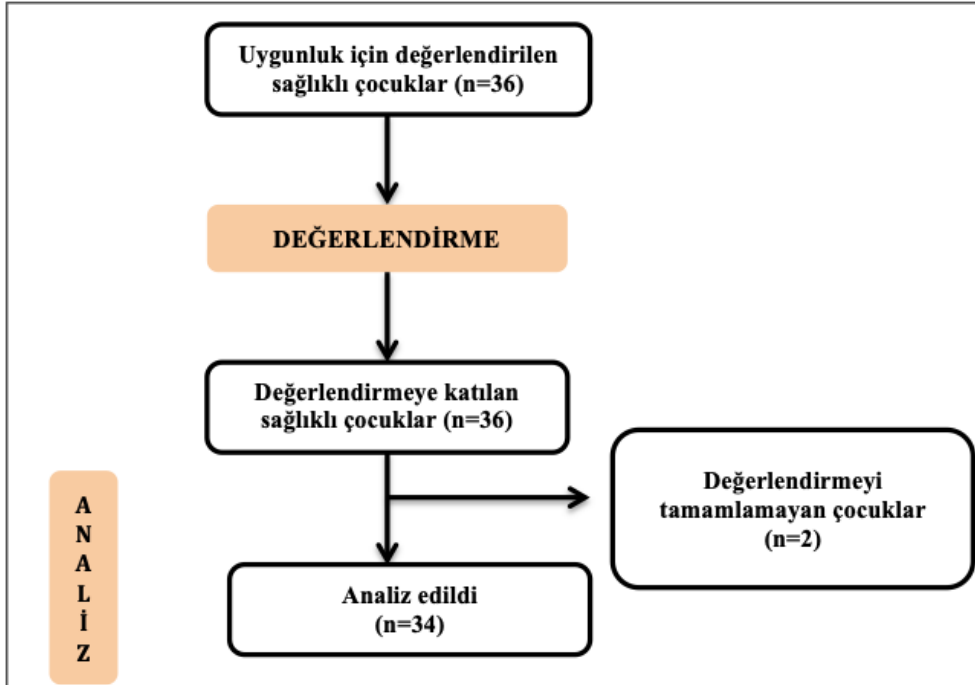 Uygunluk için değerlendirilen
sağlıklı çocuklar (n=36)
DEĞERLENDİRME
Değerlendirmeye katılan
sağlıklı çocuklar (n=36)
Değerlendirmeyi
tamamlamayan çocuklar
(n=2)
A
N
A
L
İ
Z
Analiz edildi
(n=34)